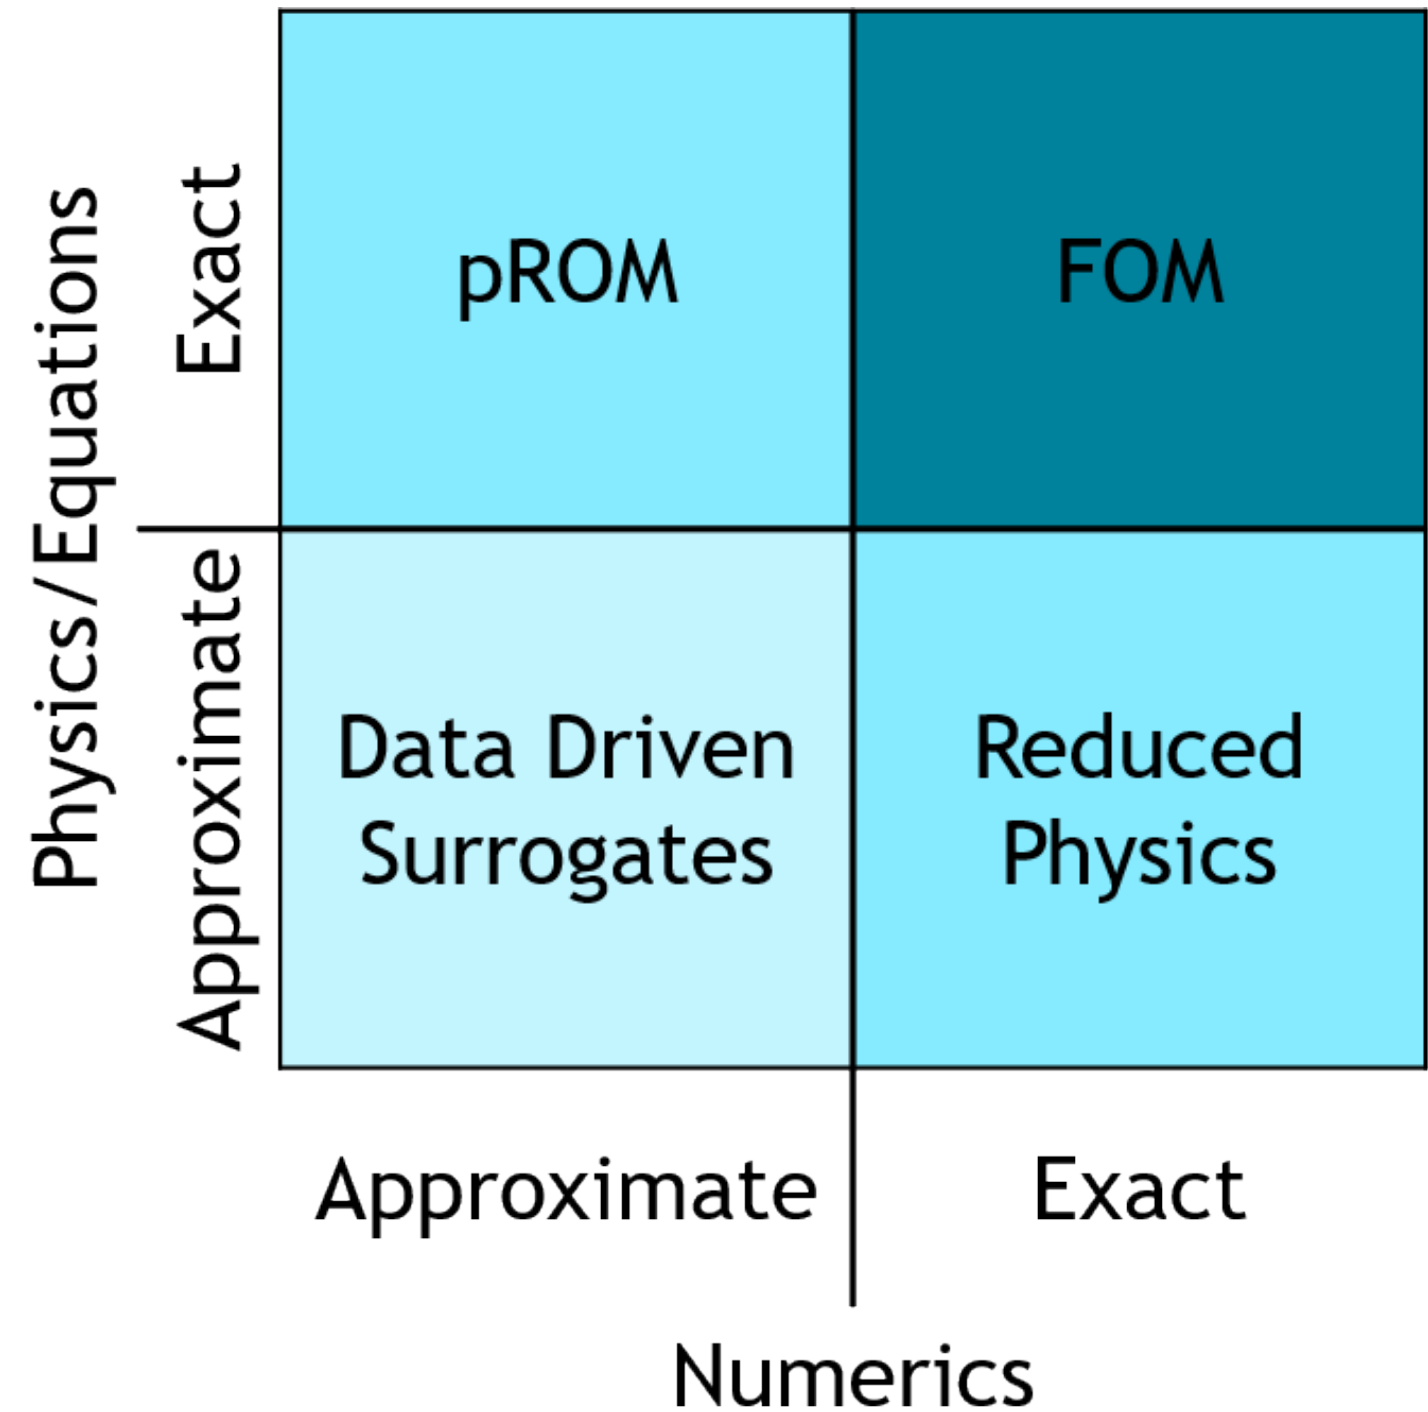 Physics/Equations
Exact
pROM
FOM
Approximate
Data Driven
Surrogates
Reduced
Physics
Approximate
Exact
Numerics